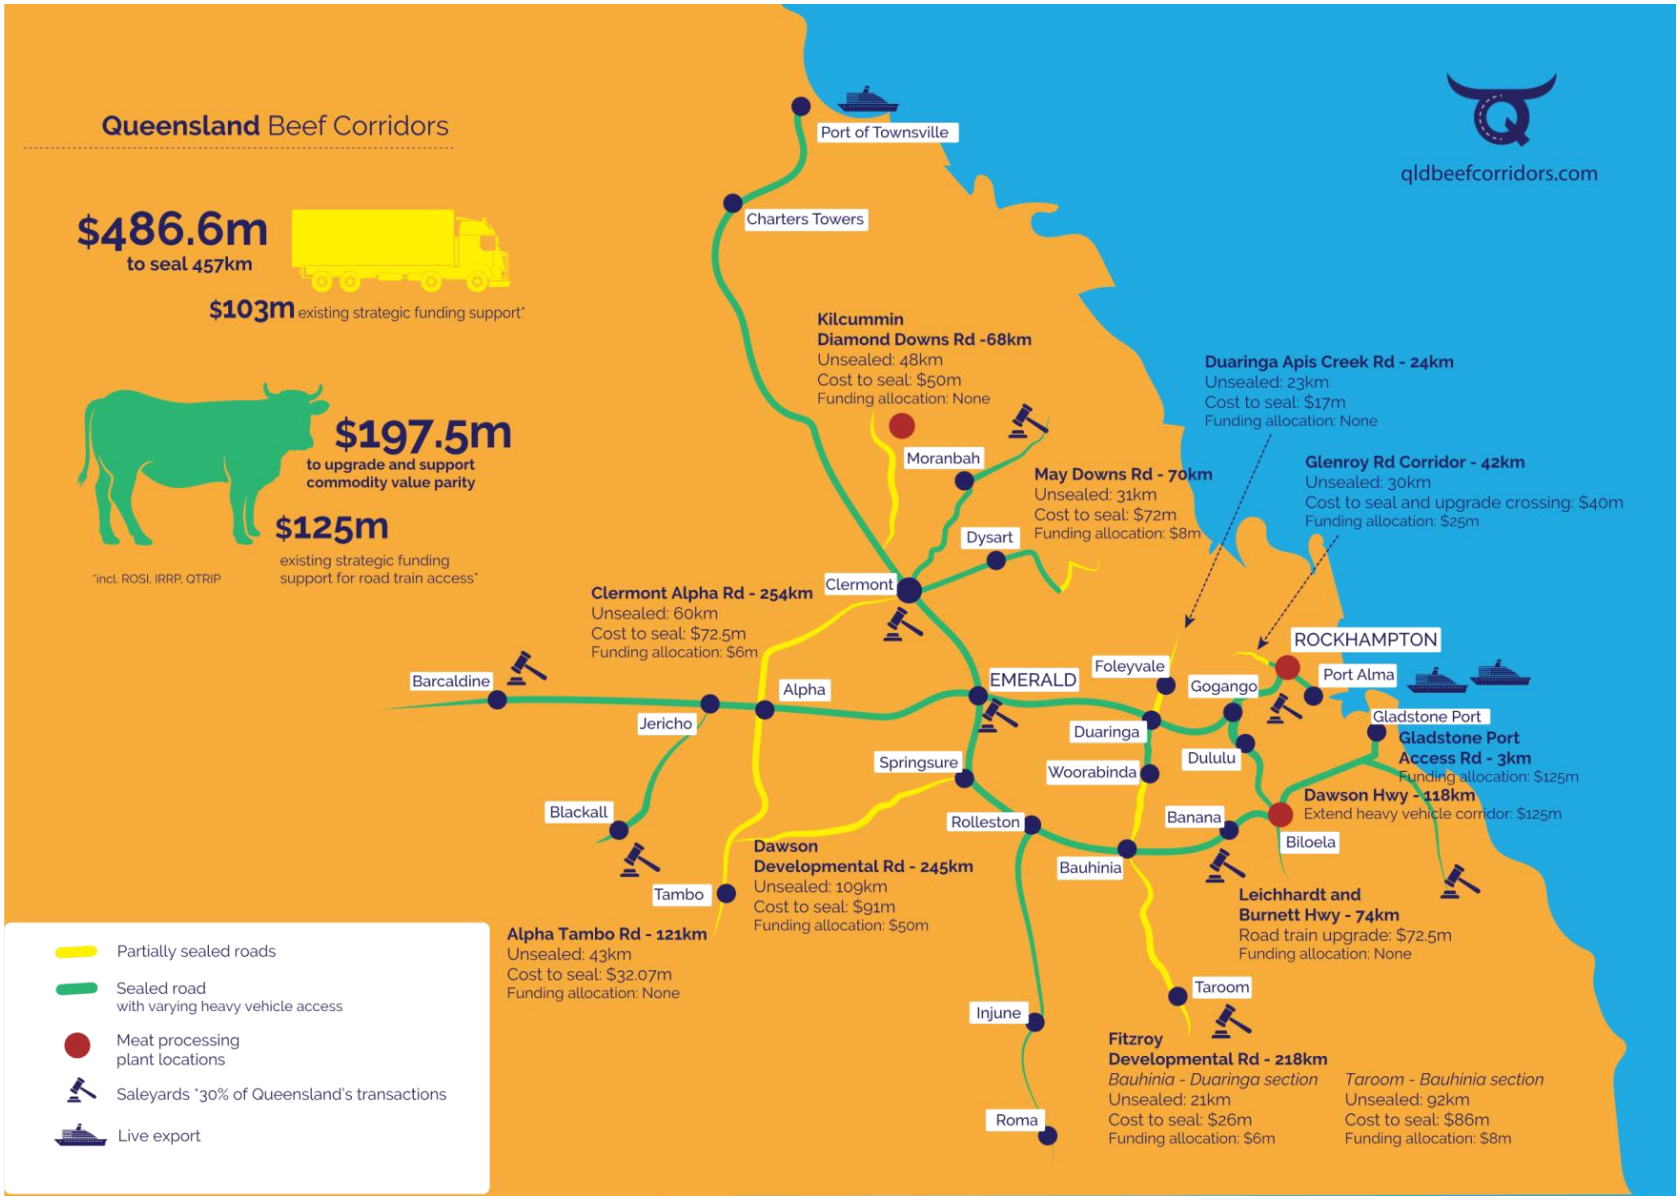 Queensland Beef Corridors
$486.6m
to seal 457km
$103m existing strategic funding support*
$197.5m
to upgrade and support
commodity value parity
$125m
existing strategic funding
support for road train access*
*incl. ROSI, IRRP, QTRIP
qldbeefcorridors.com
Port of Townsville
Charters Towers
Kilcummin
Diamond Downs Rd -68km
Unsealed: 48km
Cost to seal: $50m
Funding allocation: None
Moranbah
May Downs Rd - 70km
Unsealed: 31km
Cost to seal: $72m
Funding allocation: $8m
Dysart
Duaringa Apis Creek Rd - 24km
Unsealed: 23km
Cost to seal: $17m
Funding allocation: None
Glenroy Rd Corridor - 42km
Unsealed: 30km
Cost to seal and upgrade crossing: $40m
Funding allocation: $25m
Clermont
Clermont Alpha Rd - 254km
Unsealed: 60km
Cost to seal: $72.5m
Funding allocation: $6m
Barcaldine
Jericho
Alpha
EMERALD
Foleyvale
Gogango
ROCKHAMPTON
Port Alma
Gladstone Port
Gladstone Port
Access Rd - 3km
Funding allocation: $125m
Duaringa
Dululu
Springsure
Woorabinda
Dawson Hwy - 118km
Extend heavy vehicle corridor: $125m
Blackall
Rolleston
Banana
Biloela
Bauhinia
Tambo
Dawson
Developmental Rd - 245km
Unsealed: 109km
Cost to seal: $91m
Funding allocation: $50m
Leichhardt and
Burnett Hwy - 74km
Road train upgrade: $72.5m
Funding allocation: None
Alpha Tambo Rd - 121km
Unsealed: 43km
Cost to seal: $32.07m
Funding allocation: None
Taroom
Injune
Roma
Fitzroy
Developmental Rd - 218km
Bauhinia - Duaringa section
Unsealed: 21km
Cost to seal: $26m
Funding allocation: $6m
Taroom - Bauhinia section
Unsealed: 92km
Cost to seal: $86m
Funding allocation: $8m
Partially sealed roads
Sealed road
with varying heavy vehicle access
Meat processing
plant locations
Saleyards *30% of Queensland's transactions
Live export